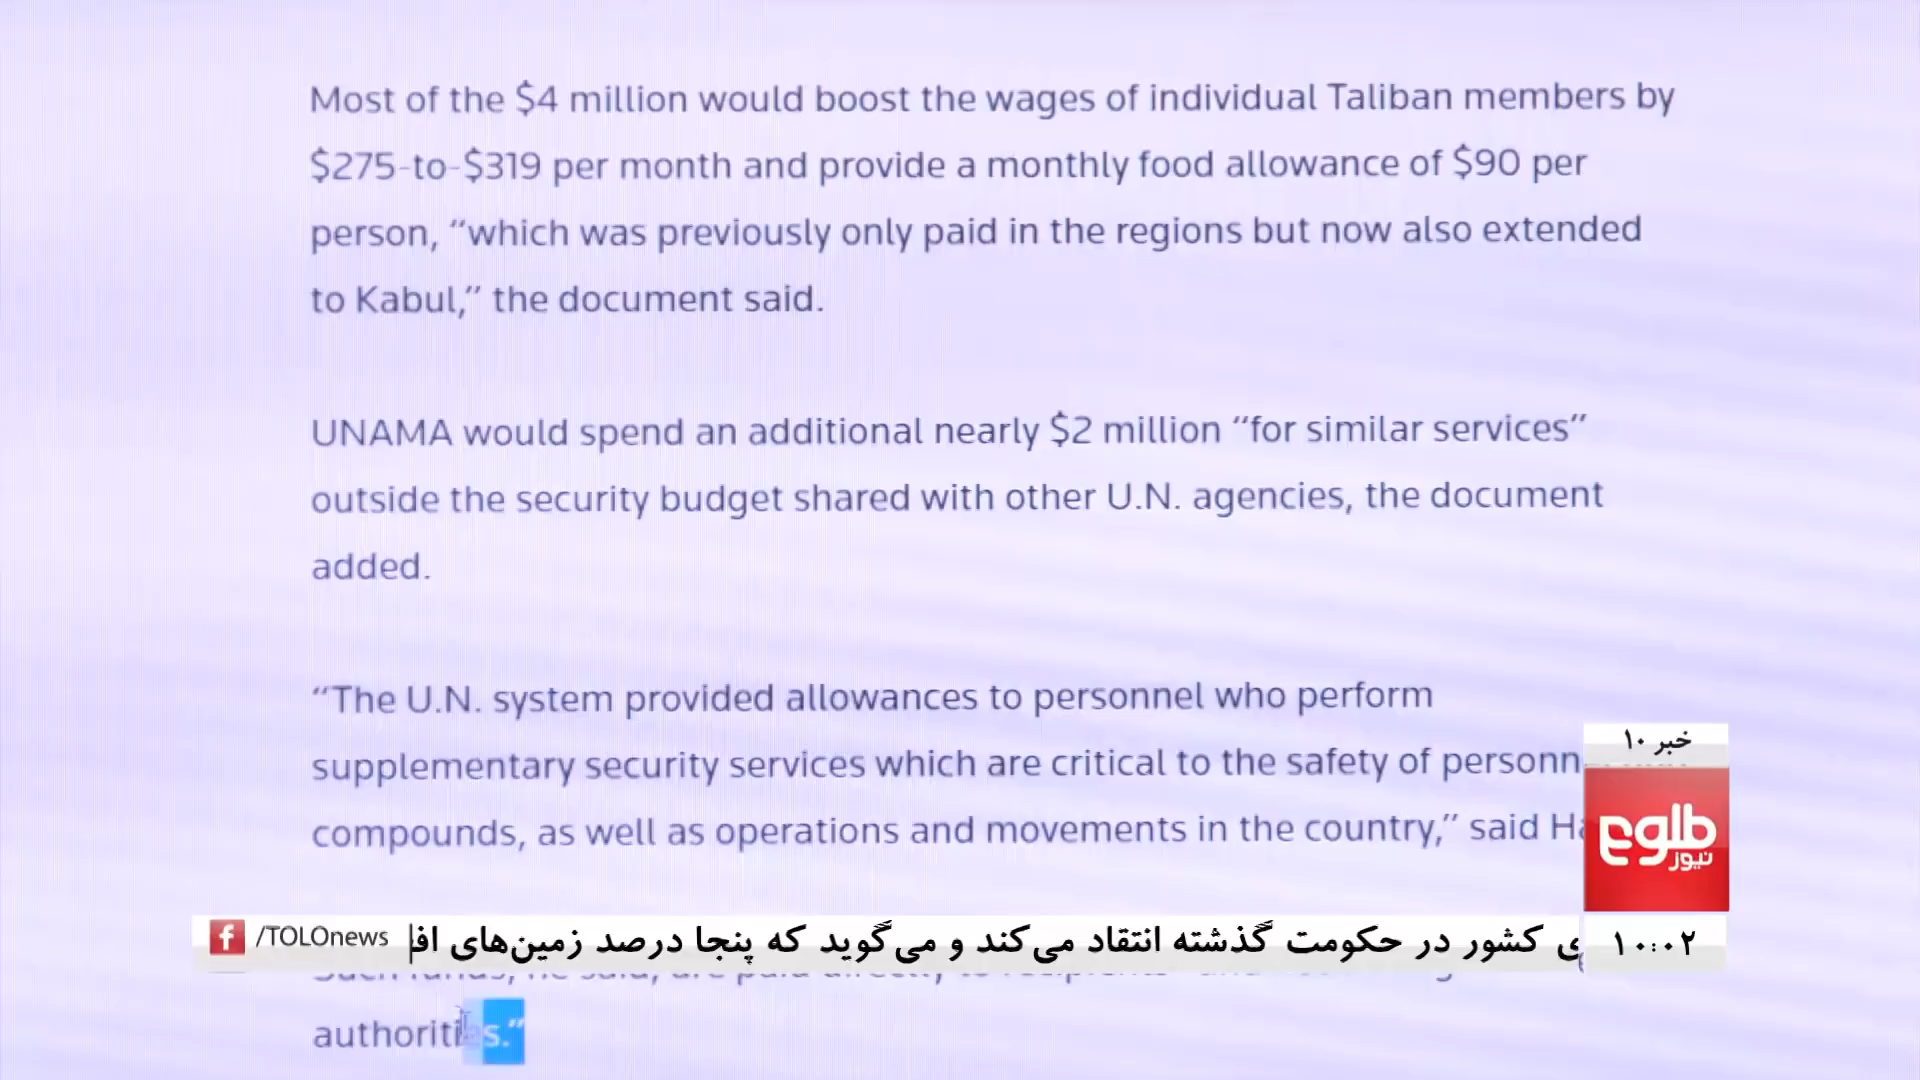 Most of the $4 million would boost the wages of individual Taliban members by
$275-to-$319 per month and provide a monthly food allowance of $90 per
person, “which was previously only paid in the regions but now also extended
to Kabul,” the document said.
UNAMA would spend an additional nearly $2 million “for similar services”
outside the security budget shared with other U.N. agencies, the document
added.
“The U.N. system provided allowances to personnel who perform
supplementary security services which are critical to the safety of personn
compounds, as well as operations and movements in the country,” said Ha
خبر ۱۰
طلوع
نیوز
/TOLOnews
ی کشور در حکومت گذشته انتقاد می‌کند و می‌گوید که پنجا درصد زمین‌های اف
۱۰:۰۲
authorities.”